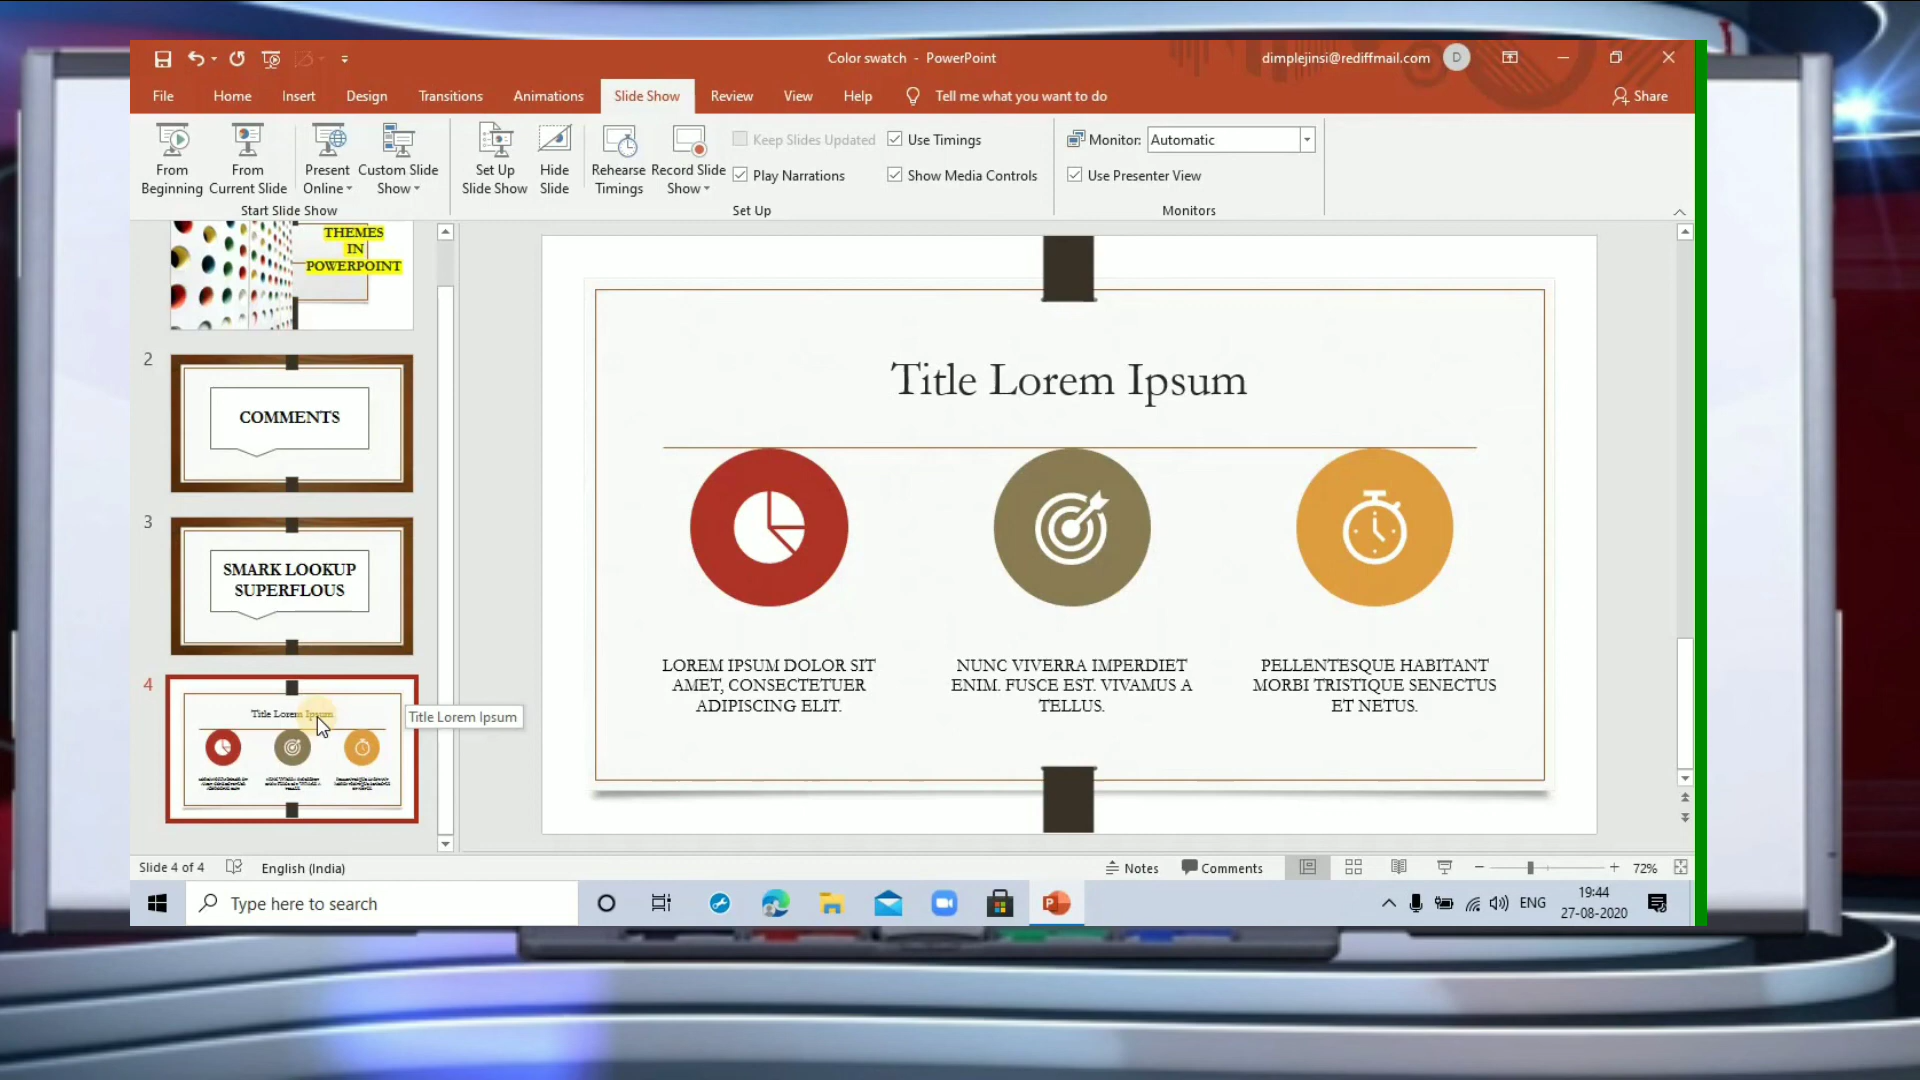 Color swatch - PowerPoint
dimplejinsi@rediffmail.com
D
File
Home
Insert
Design
Transitions
Animations
Slide Show
Review
View
Help
Tell me what you want to do
Share
From Beginning
From Current Slide
Present Online
Custom Slide Show
Set Up Slide Show
Hide Slide
Rehearse Timings
Record Slide Show
Keep Slides Updated
Use Timings
Play Narrations
Show Media Controls
Monitor:
Automatic
Use Presenter View
Start Slide Show
Set Up
Monitors
THEMES
IN
POWERPOINT
2
COMMENTS
3
SMARK LOOKUP
SUPERFLOUS
4
Title Lorem Ipsum
Title Lorem Ipsum
Title Lorem Ipsum
LOREM IPSUM DOLOR SIT
AMET, CONSECTETUER
ADIPISCING ELIT.
NUNC VIVERRA IMPERDIET
ENIM. FUSCE EST. VIVAMUS A
TELLUS.
PELLENTESQUE HABITANT
MORBI TRISTIQUE SENECTUS
ET NETUS.
Slide 4 of 4
English (India)
Notes
Comments
72%
Type here to search
ENG
19:44
27-08-2020